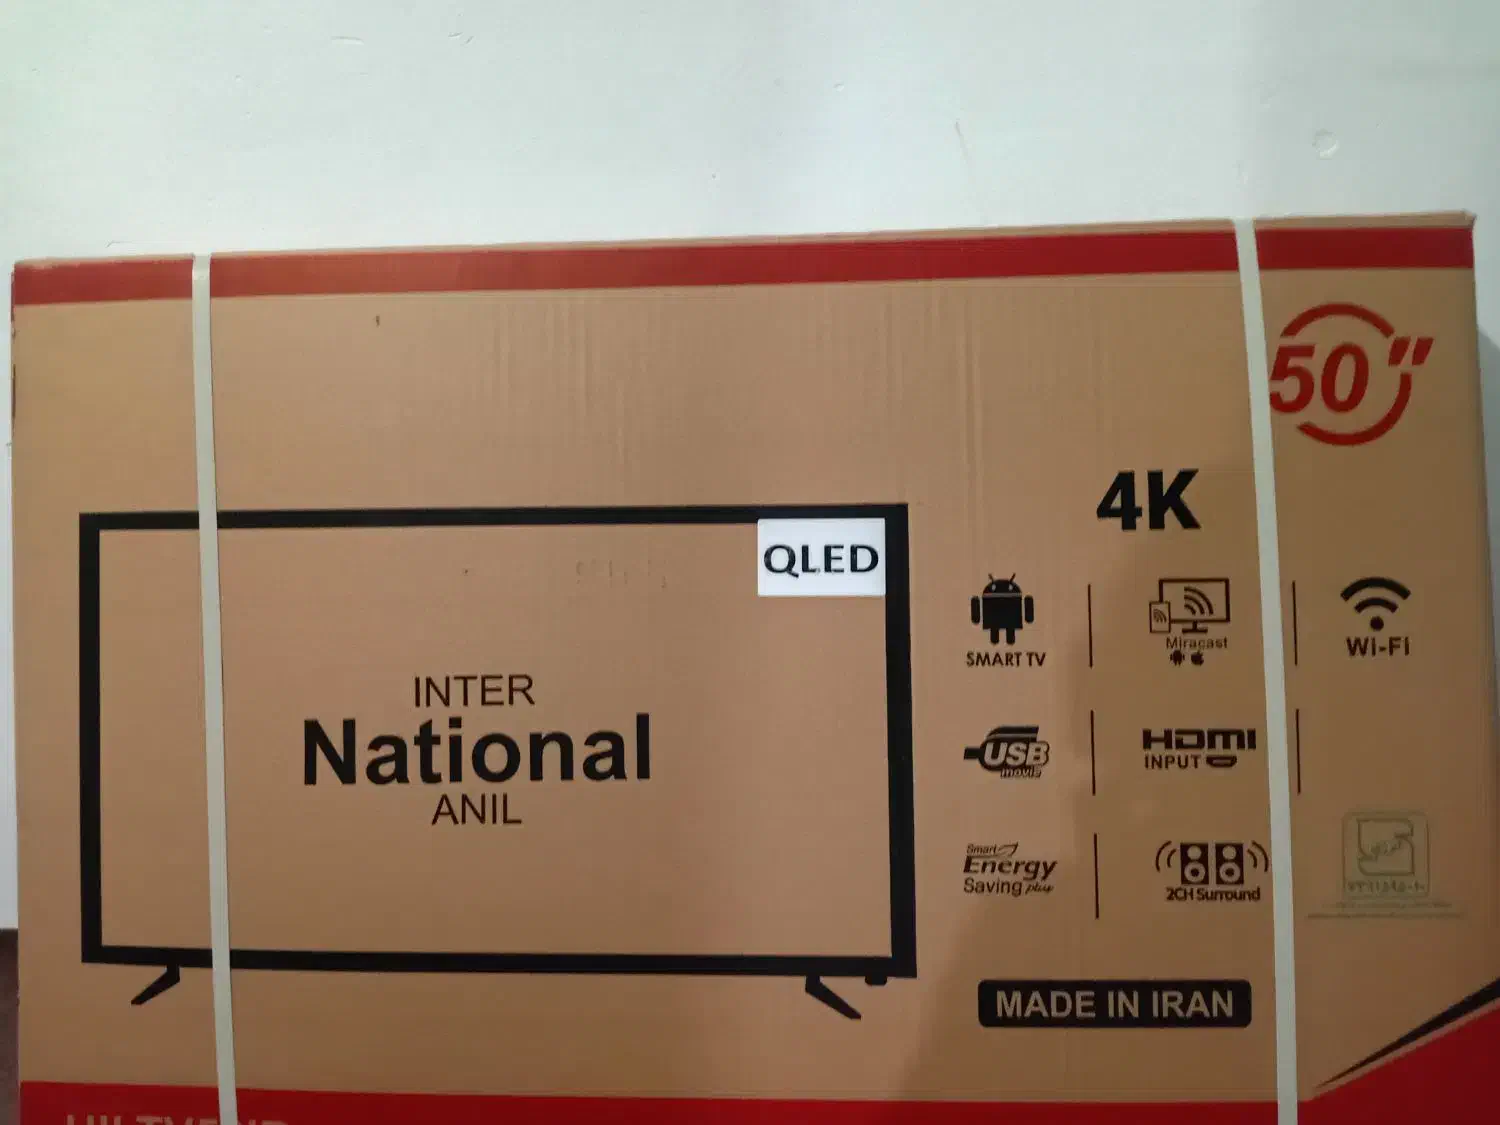 50"
4K
QLED
SMART TV
Miracast
Wi-Fi
INTER
National
ANIL
USB
movie
HDMI
INPUT
Smart
Energy
Saving plus
2CH Surround
MADE IN IRAN